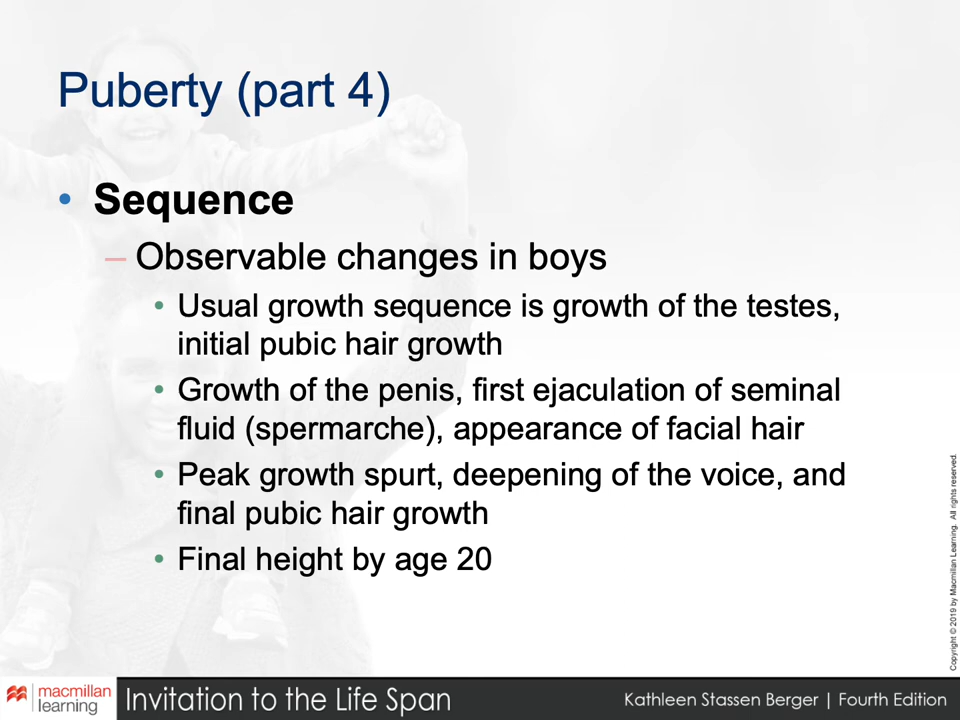 Puberty (part 4)
• Sequence
– Observable changes in boys
• Usual growth sequence is growth of the testes,
initial pubic hair growth
• Growth of the penis, first ejaculation of seminal
fluid (spermarche), appearance of facial hair
• Peak growth spurt, deepening of the voice, and
final pubic hair growth
• Final height by age 20
Copyright © 2019 by Macmillan Learning. All rights reserved.
macmillan
learning
Invitation to the Life Span
Kathleen Stassen Berger | Fourth Edition